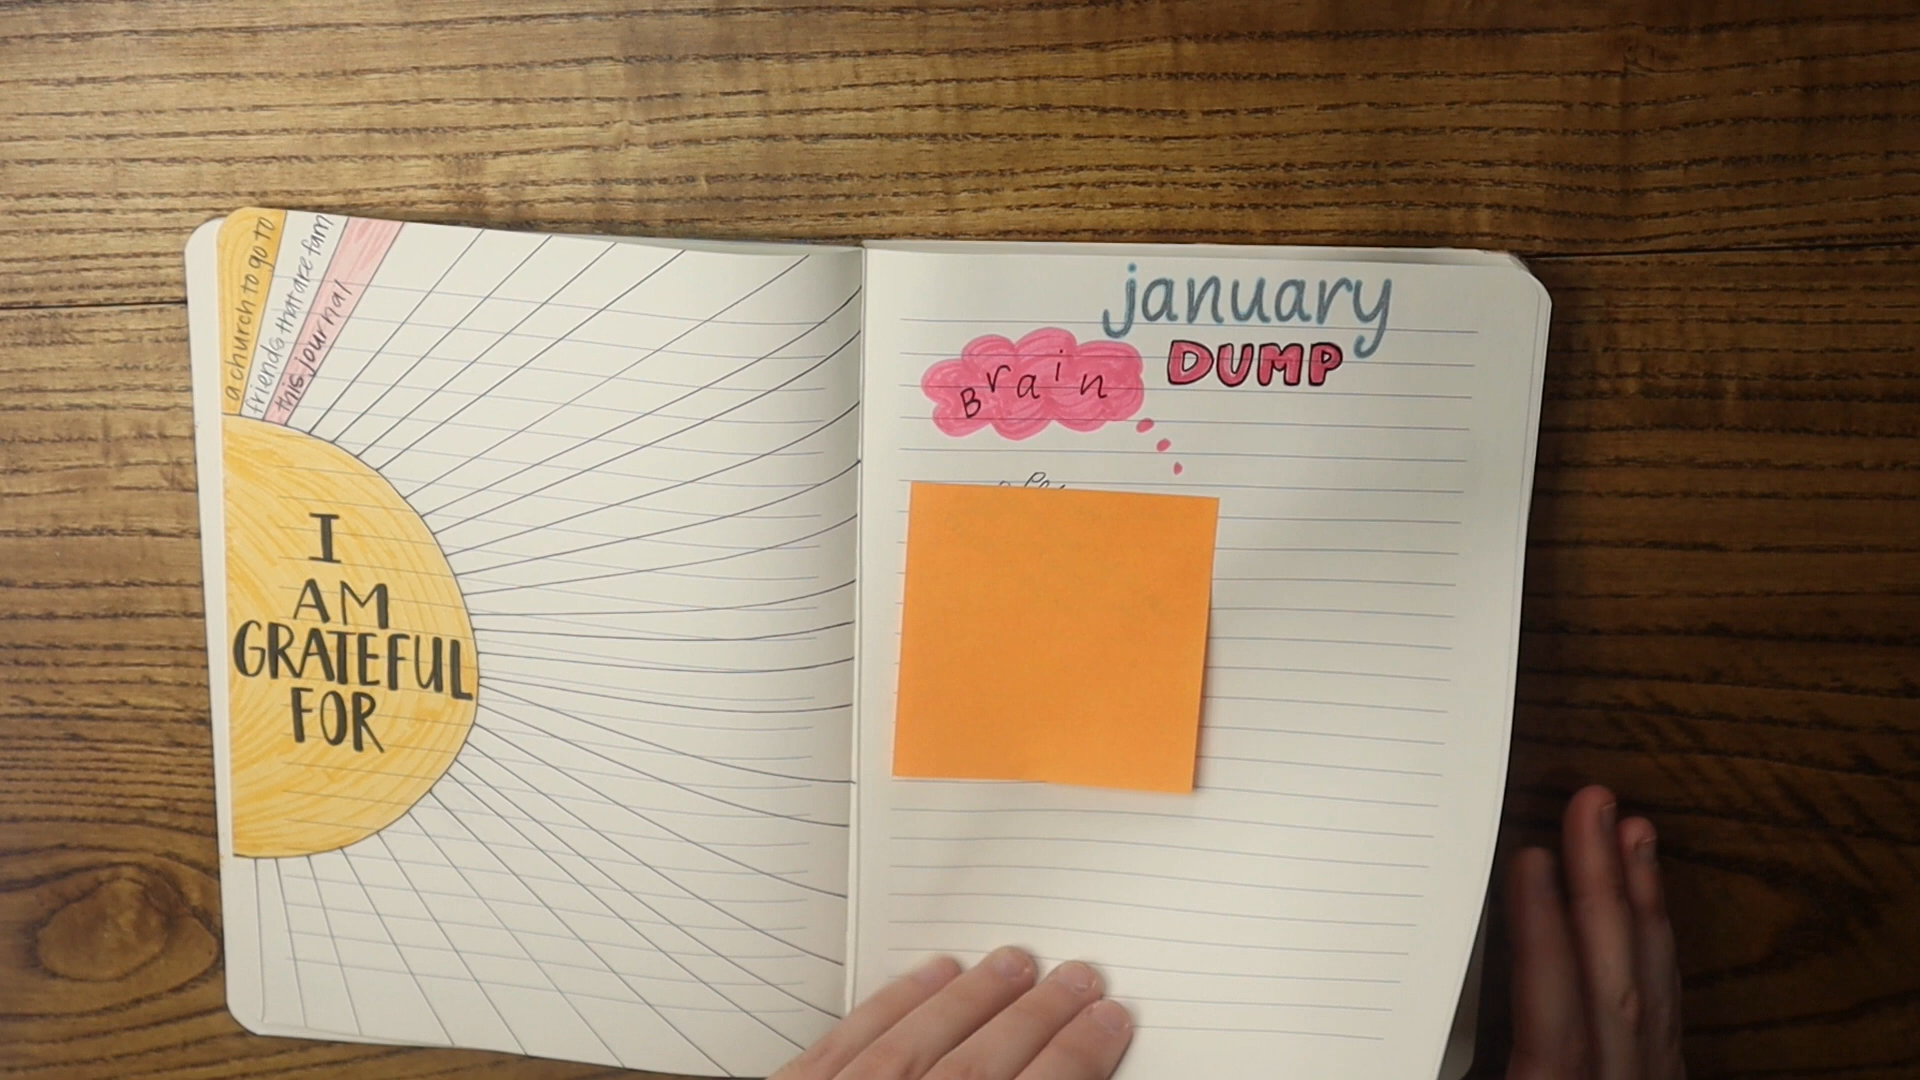 a church to go to
friends that are fam
this journal
I
AM
GRATEFUL
FOR
january
Brain
DUMP